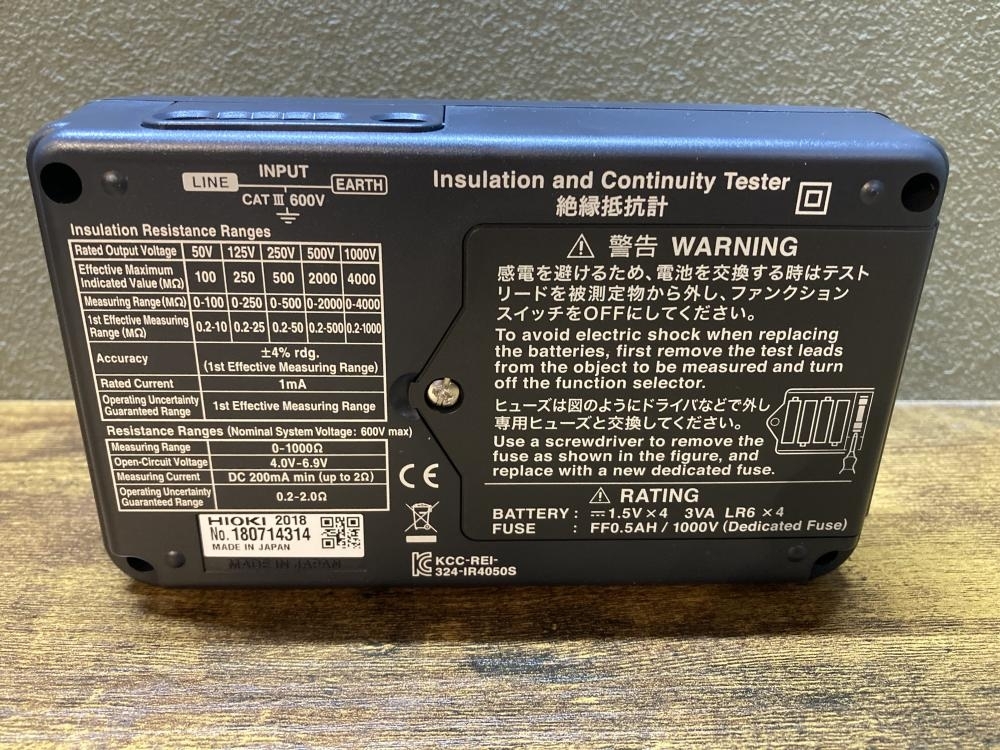 INPUT
LINE EARTH
CAT III 600V
Insulation and Continuity Tester
絶縁抵抗計
Insulation Resistance Ranges
Rated Output Voltage 50V 125V 250V 500V 1000V
Effective Maximum Indicated Value (MΩ) 100 250 500 2000 4000
Measuring Range (MΩ) 0-100 0-250 0-500 0-2000 0-4000
1st Effective Measuring Range (MΩ) 0.2-10 0.2-25 0.2-50 0.2-500 0.2-1000
Accuracy ±4% rdg. (1st Effective Measuring Range)
Rated Current 1mA
Operating Uncertainty Guaranteed Range 1st Effective Measuring Range
Resistance Ranges (Nominal System Voltage: 600V max)
Measuring Range 0-1000Ω
Open-Circuit Voltage 4.0V-6.9V
Measuring Current DC 200mA min (up to 2Ω)
Operating Uncertainty Guaranteed Range 0.2-2.0Ω
HIOKI 2018
No. 180714314
MADE IN JAPAN
MADE IN JAPAN
CE
KCC-REI-
324-IR4050S
警告 WARNING
感電を避けるため、電池を交換する時はテスト
リードを被測定物から外し、ファンクション
スイッチをOFFにしてください。
To avoid electric shock when replacing
the batteries, first remove the test leads
from the object to be measured and turn
off the function selector.
ヒューズは図のようにドライバなどで外し
専用ヒューズと交換してください。
Use a screwdriver to remove the
fuse as shown in the figure, and
replace with a new dedicated fuse.
RATING
BATTERY : ⎓1.5V×4 3VA LR6 ×4
FUSE : FF0.5AH / 1000V (Dedicated Fuse)